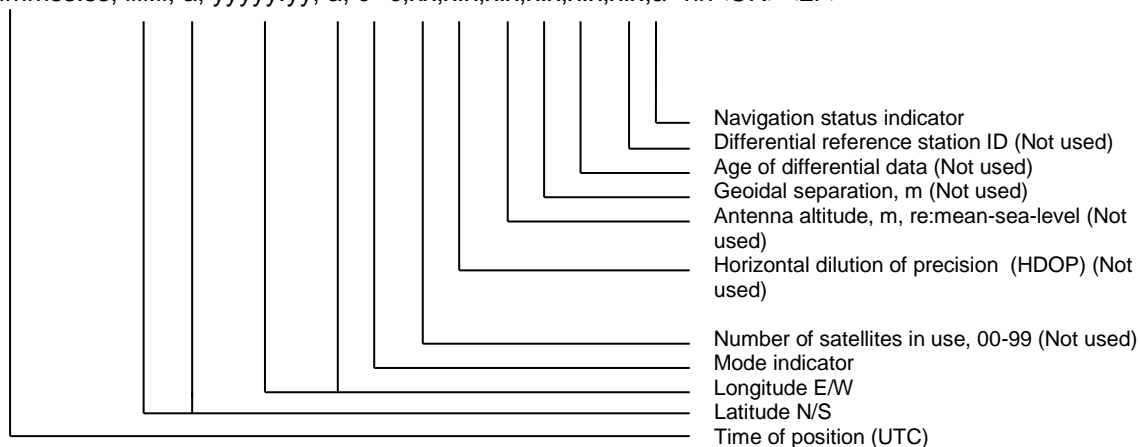 Navigation status indicator
Differential reference station ID (Not used)
Age of differential data (Not used)
Geoidal separation, m (Not used)
Antenna altitude, m, re:mean-sea-level (Not
used)
Horizontal dilution of precision (HDOP) (Not
used)
Number of satellites in use, 00-99 (Not used)
Mode indicator
Longitude E/W
Latitude N/S
Time of position (UTC)